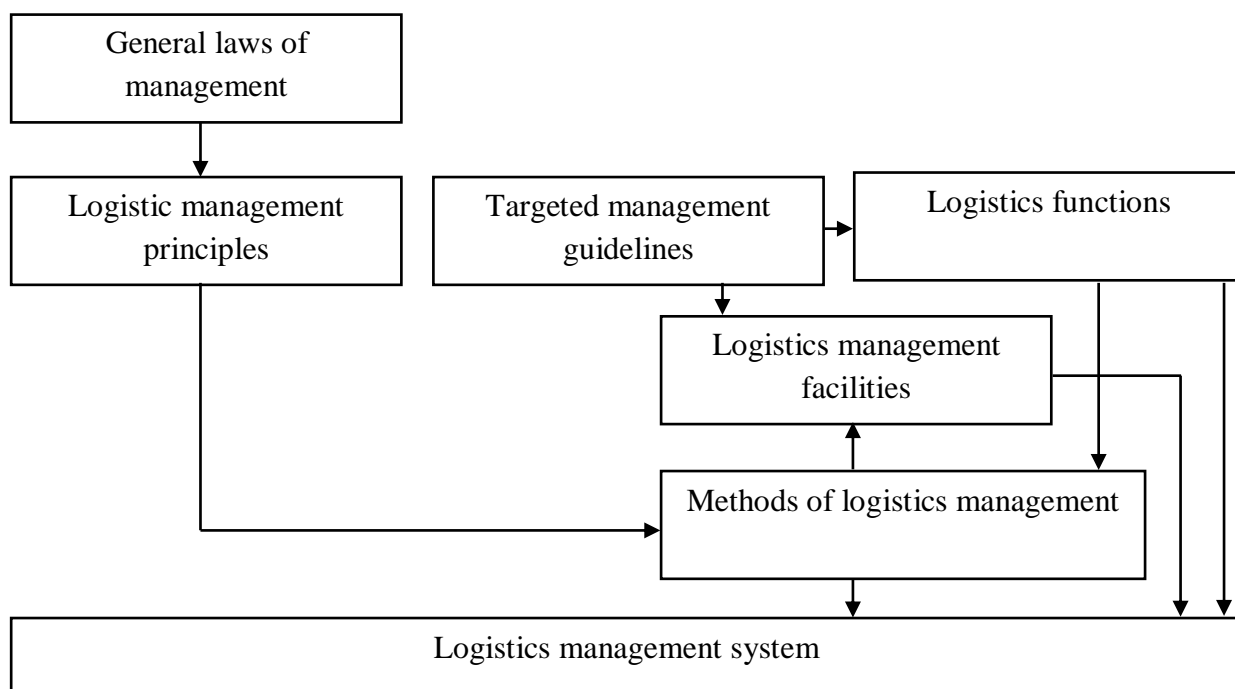 General laws of
management
Logistic management
principles
Targeted management
guidelines
Logistics functions
Logistics management
facilities
Methods of logistics management
Logistics management system